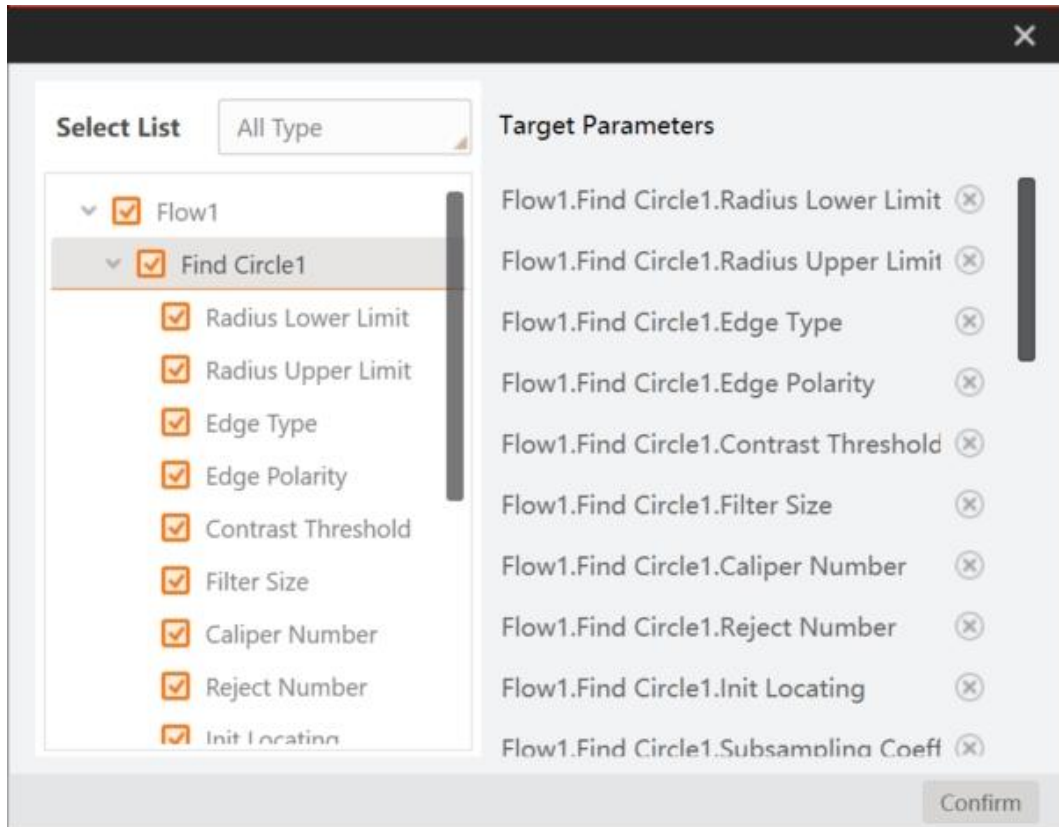 Select List
All Type
Flow1
Find Circle1
Radius Lower Limit
Radius Upper Limit
Edge Type
Edge Polarity
Contrast Threshold
Filter Size
Caliper Number
Reject Number
Init Locating
Target Parameters
Flow1.Find Circle1.Radius Lower Limit
Flow1.Find Circle1.Radius Upper Limit
Flow1.Find Circle1.Edge Type
Flow1.Find Circle1.Edge Polarity
Flow1.Find Circle1.Contrast Threshold
Flow1.Find Circle1.Filter Size
Flow1.Find Circle1.Caliper Number
Flow1.Find Circle1.Reject Number
Flow1.Find Circle1.Init Locating
Flow1.Find Circle1.Subsampling Coeff
Confirm